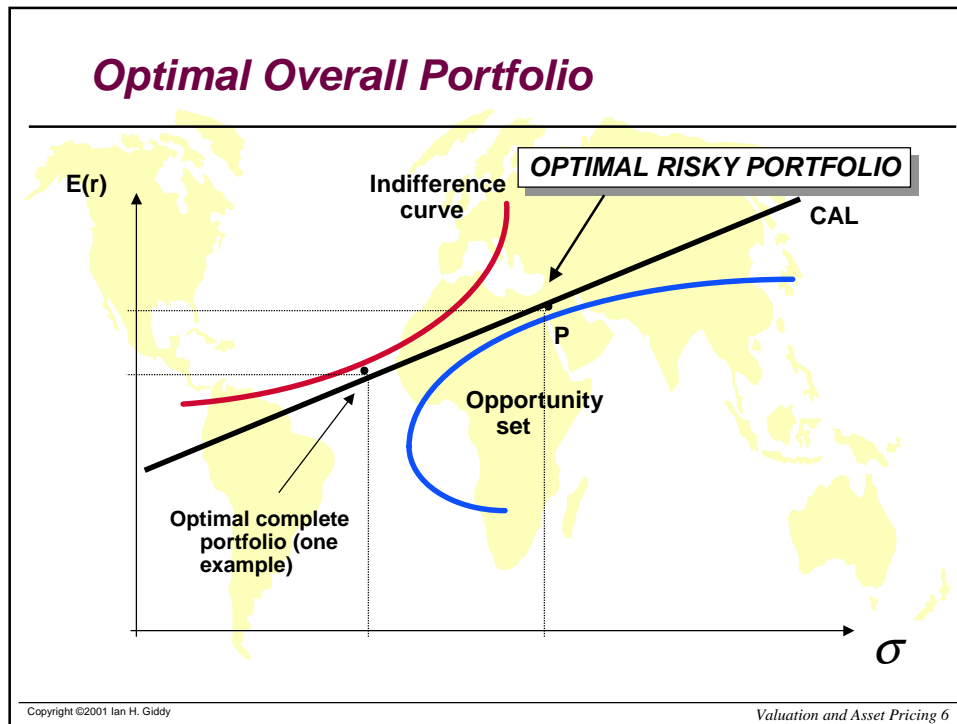 Optimal Overall Portfolio
E(r)
Indifference
curve
OPTIMAL RISKY PORTFOLIO
CAL
P
Opportunity
set
Optimal complete
portfolio (one
example)
σ
Copyright ©2001 Ian H. Giddy
Valuation and Asset Pricing 6